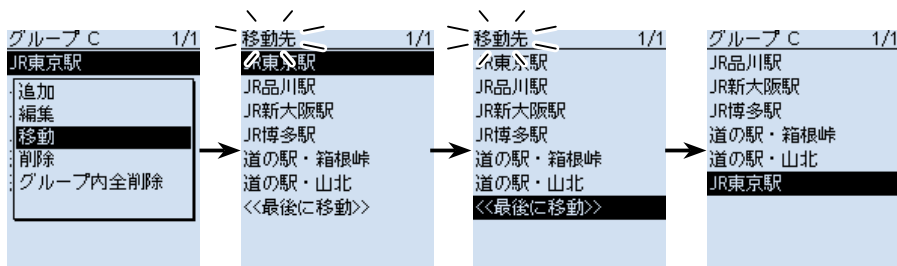 グループ C 1/1
JR東京駅
追加
編集
移動
削除
グループ内全削除
移動先 1/1
JR東京駅
JR品川駅
JR新大阪駅
JR博多駅
道の駅・箱根峠
道の駅・山北
<<最後に移動>>
移動先 1/1
JR東京駅
JR品川駅
JR新大阪駅
JR博多駅
道の駅・箱根峠
道の駅・山北
<<最後に移動>>
グループ C 1/1
JR品川駅
JR新大阪駅
JR博多駅
道の駅・箱根峠
道の駅・山北
JR東京駅